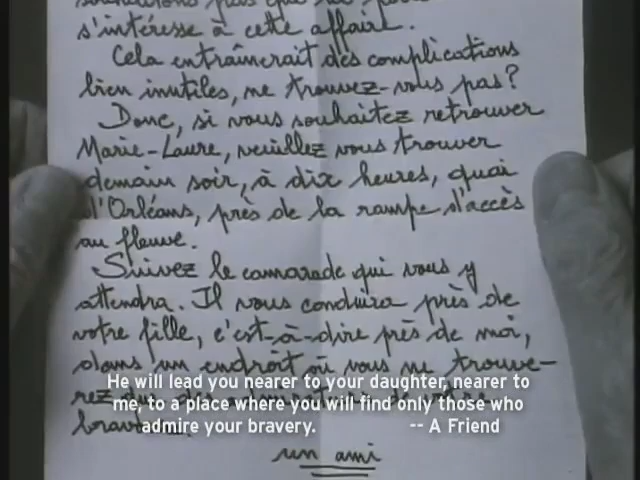 s'intéresse à cette affaire.
Cela entraînerait des complications
bien inutiles, ne trouvez-vous pas?
Donc, si vous souhaitez retrouver
Marie-Laure, veuillez vous trouver
demain soir, à dix heures, quai
d'Orléans, près de la rampe d'accès
au fleuve.
Suivez le camarade qui vous y
attendra. Il vous conduira près de
votre fille, c'est-à-dire près de moi,
dans un endroit où vous ne trouve-
rez que des
He will lead you nearer to your daughter, nearer to
me, to a place where you will find only those who
admire your bravery. -- A Friend
un ami